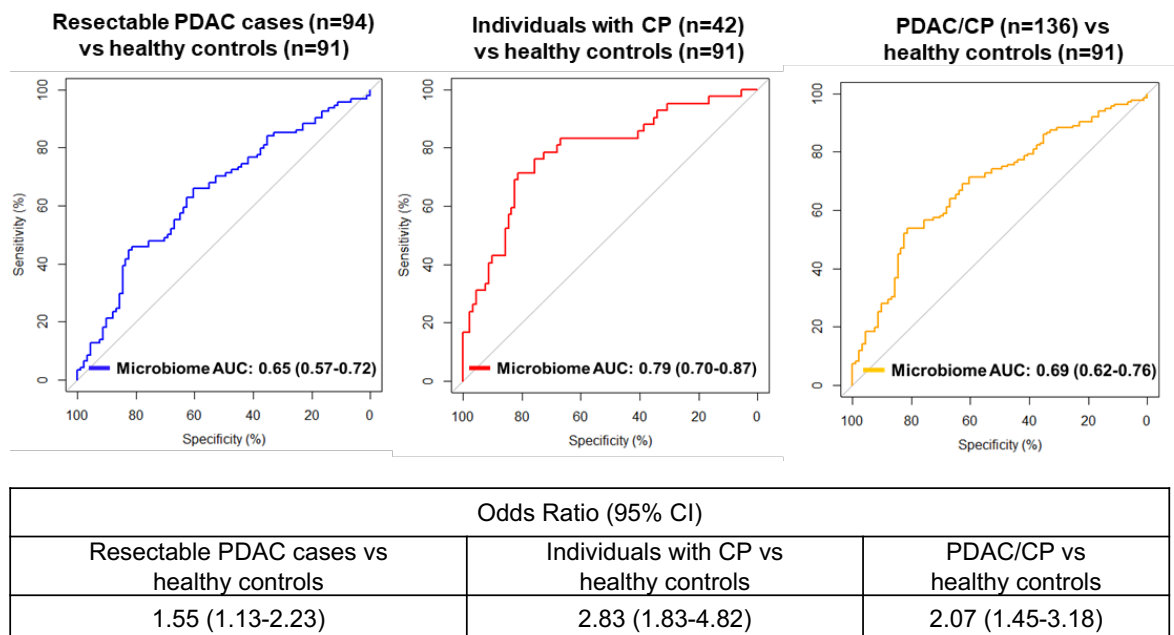 Resectable PDAC cases (n=94)
vs healthy controls (n=91)
Individuals with CP (n=42)
vs healthy controls (n=91)
PDAC/CP (n=136) vs
healthy controls (n=91)
Sensitivity (%)
100
80
60
40
20
0
Microbiome AUC: 0.65 (0.57-0.72)
100 80 60 40 20 0
Specificity (%)
Sensitivity (%)
100
80
60
40
20
0
Microbiome AUC: 0.79 (0.70-0.87)
100 80 60 40 20 0
Specificity (%)
Sensitivity (%)
100
80
60
40
20
0
Microbiome AUC: 0.69 (0.62-0.76)
100 80 60 40 20 0
Specificity (%)
Odds Ratio (95% CI)
Resectable PDAC cases vs
healthy controls
Individuals with CP vs
healthy controls
PDAC/CP vs
healthy controls
1.55 (1.13-2.23)
2.83 (1.83-4.82)
2.07 (1.45-3.18)